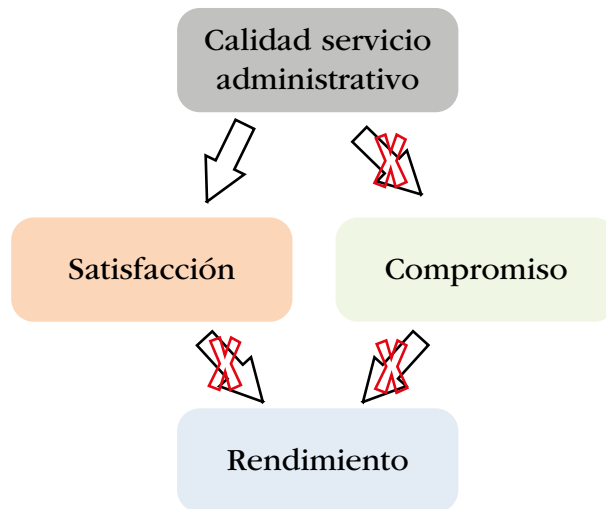 Calidad servicio
administrativo
Satisfacción
Compromiso
Rendimiento